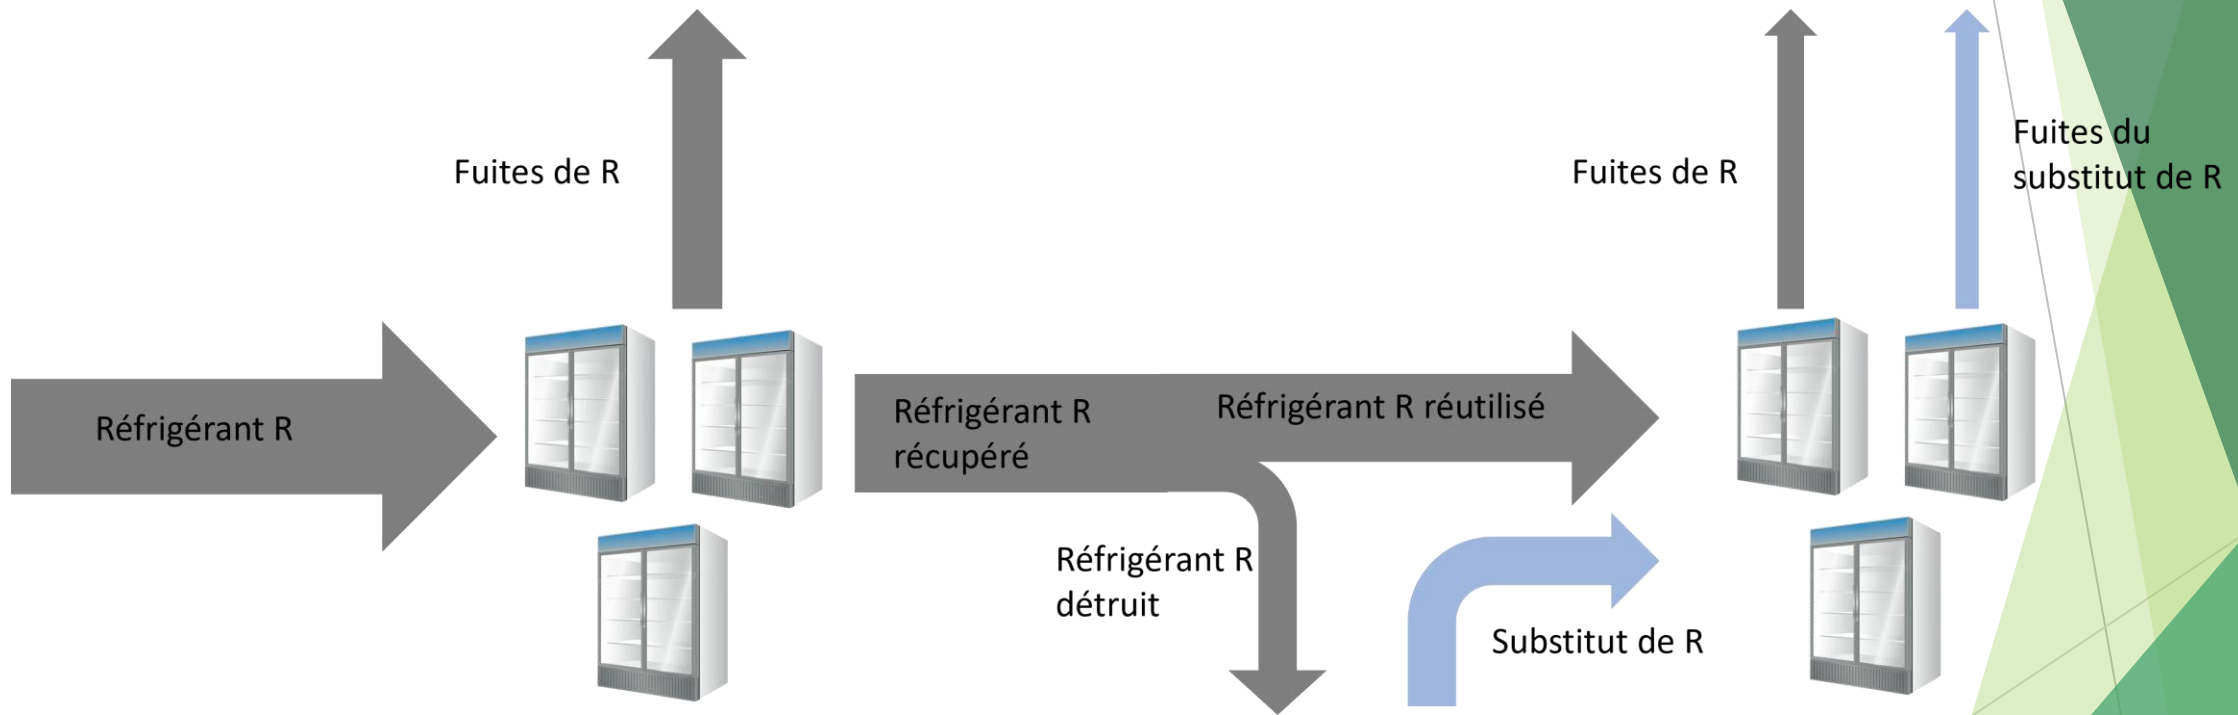 Fuites de R
Réfrigérant R
Réfrigérant R
récupéré
Réfrigérant R réutilisé
Réfrigérant R
détruit
Substitut de R
Fuites de R
Fuites du
substitut de R